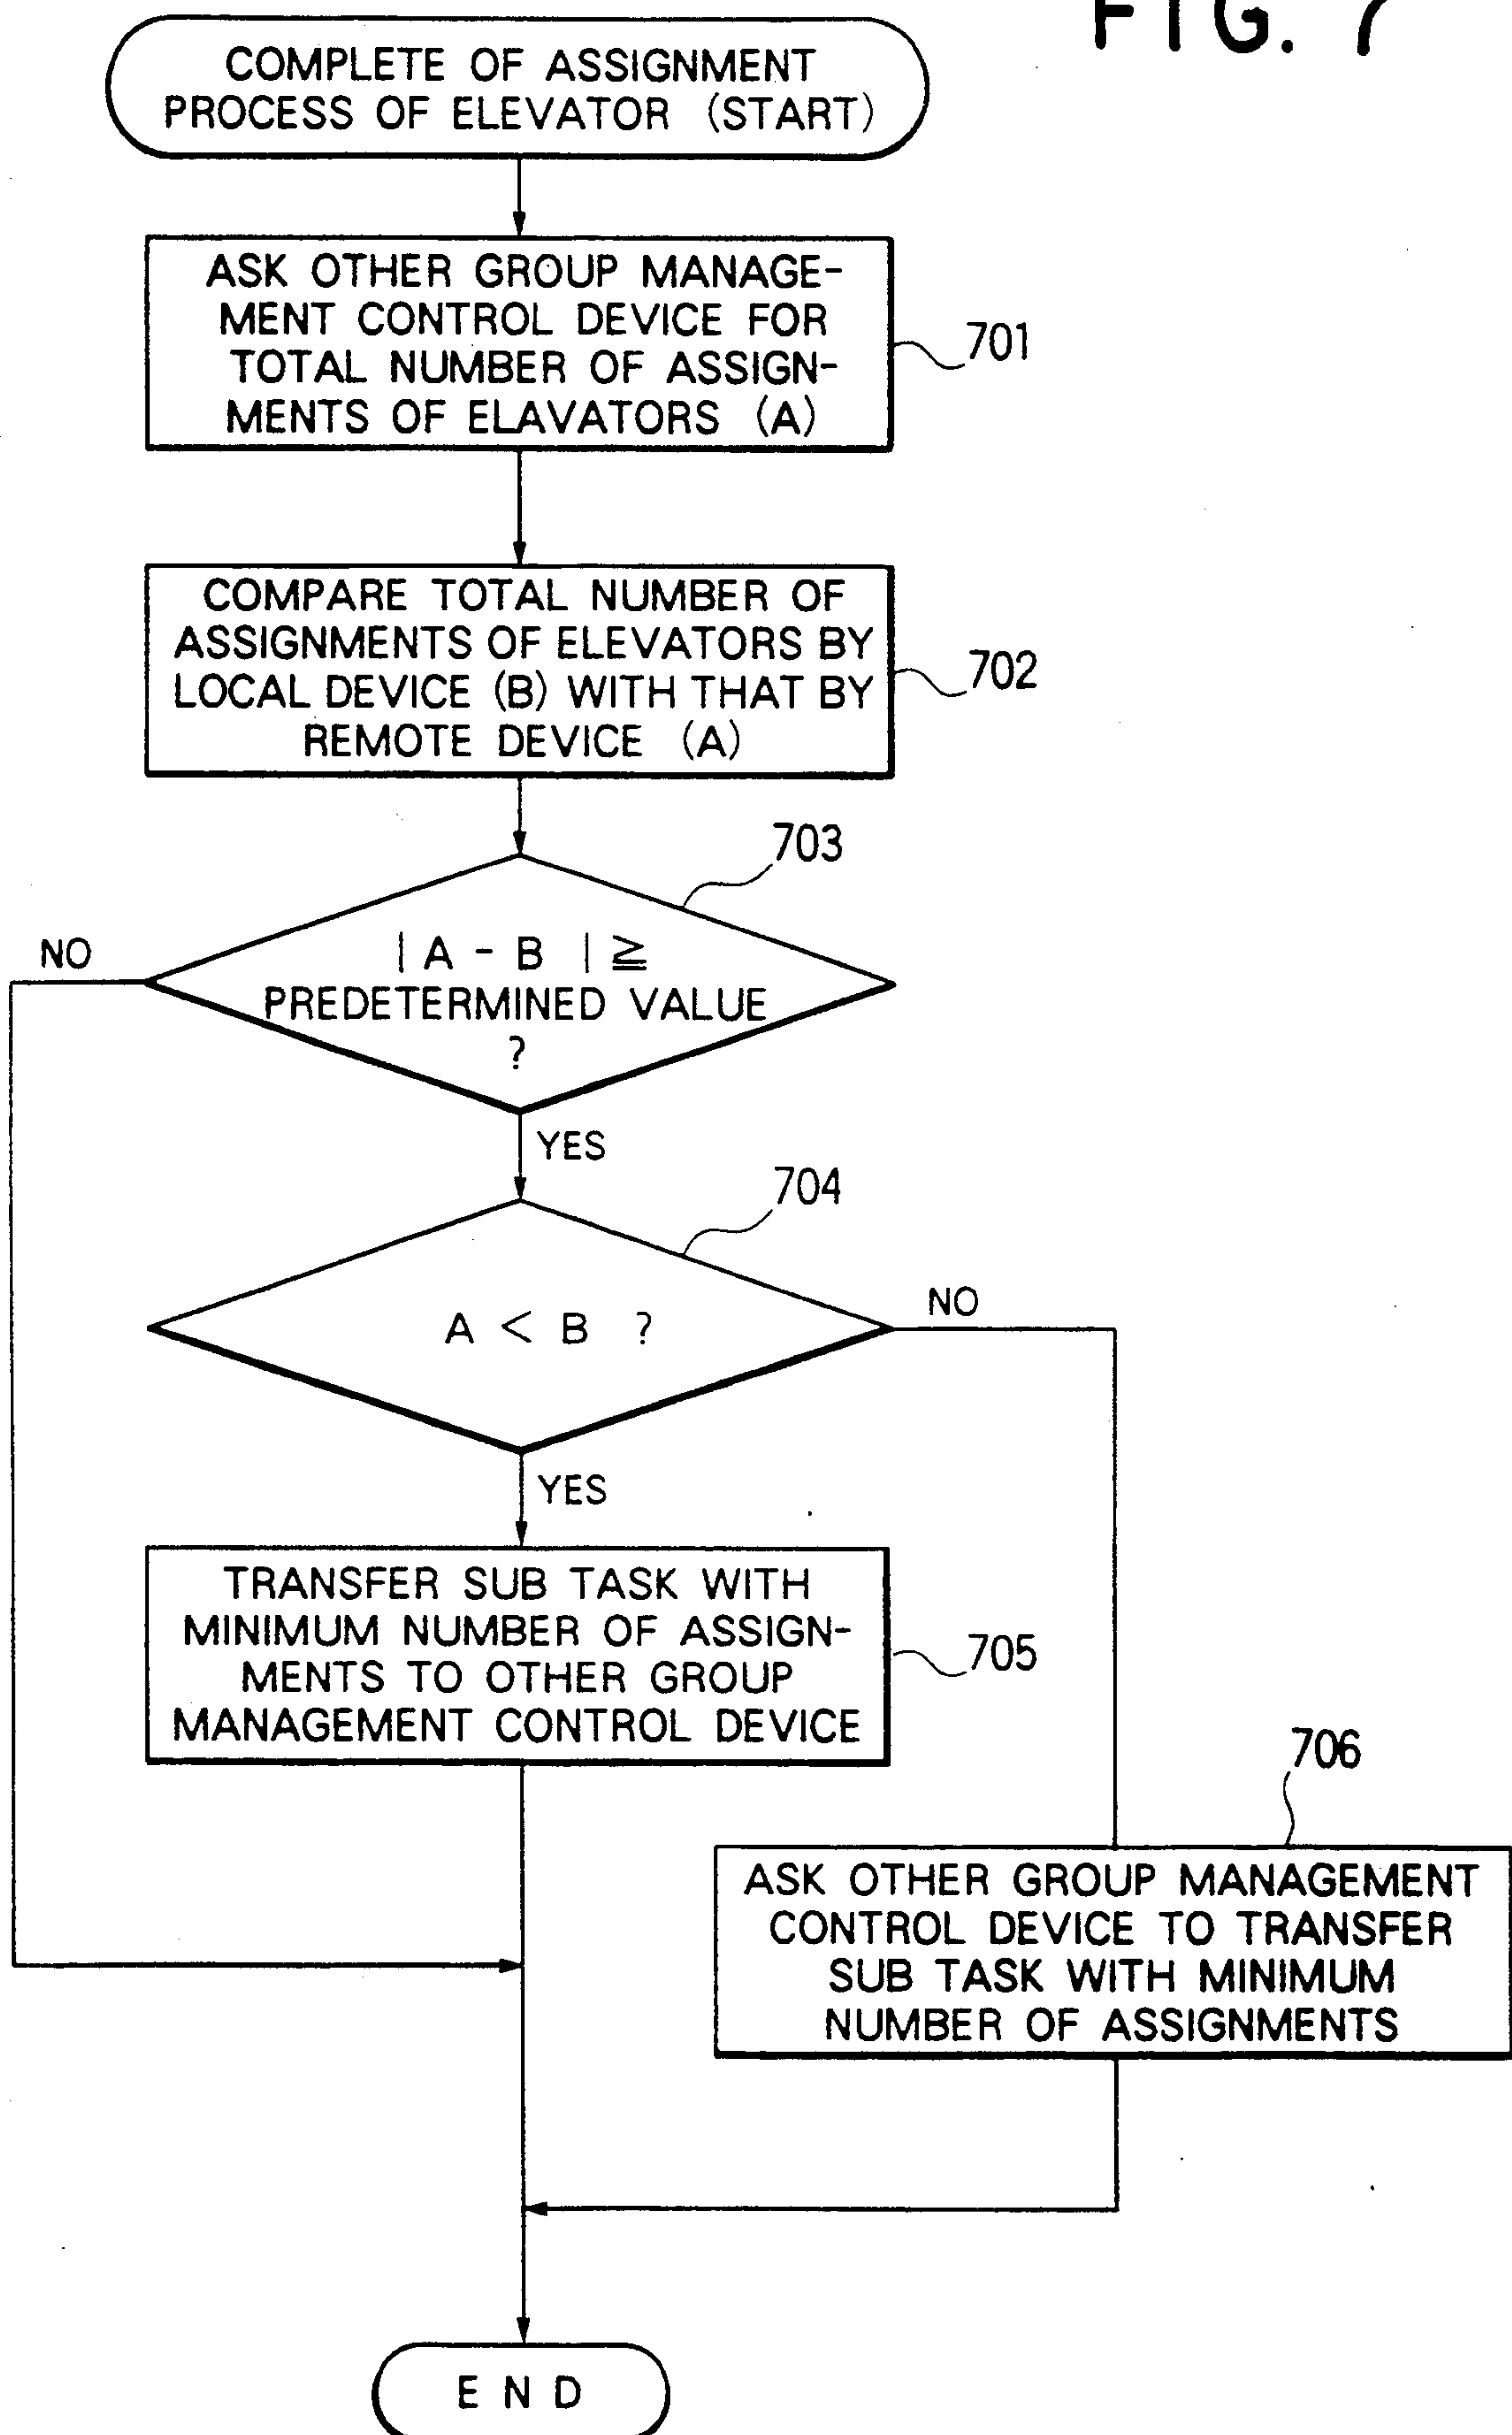 FIG. 7
COMPLETE OF ASSIGNMENT
PROCESS OF ELEVATOR (START)
ASK OTHER GROUP MANAGE-
MENT CONTROL DEVICE FOR
TOTAL NUMBER OF ASSIGN-
MENTS OF ELAVATORS (A)
701
COMPARE TOTAL NUMBER OF
ASSIGNMENTS OF ELEVATORS BY
LOCAL DEVICE (B) WITH THAT BY
REMOTE DEVICE (A)
702
703
NO
| A - B | ≧
PREDETERMINED VALUE
?
YES
704
NO
A < B ?
YES
TRANSFER SUB TASK WITH
MINIMUM NUMBER OF ASSIGN-
MENTS TO OTHER GROUP
MANAGEMENT CONTROL DEVICE
705
706
ASK OTHER GROUP MANAGEMENT
CONTROL DEVICE TO TRANSFER
SUB TASK WITH MINIMUM
NUMBER OF ASSIGNMENTS
END